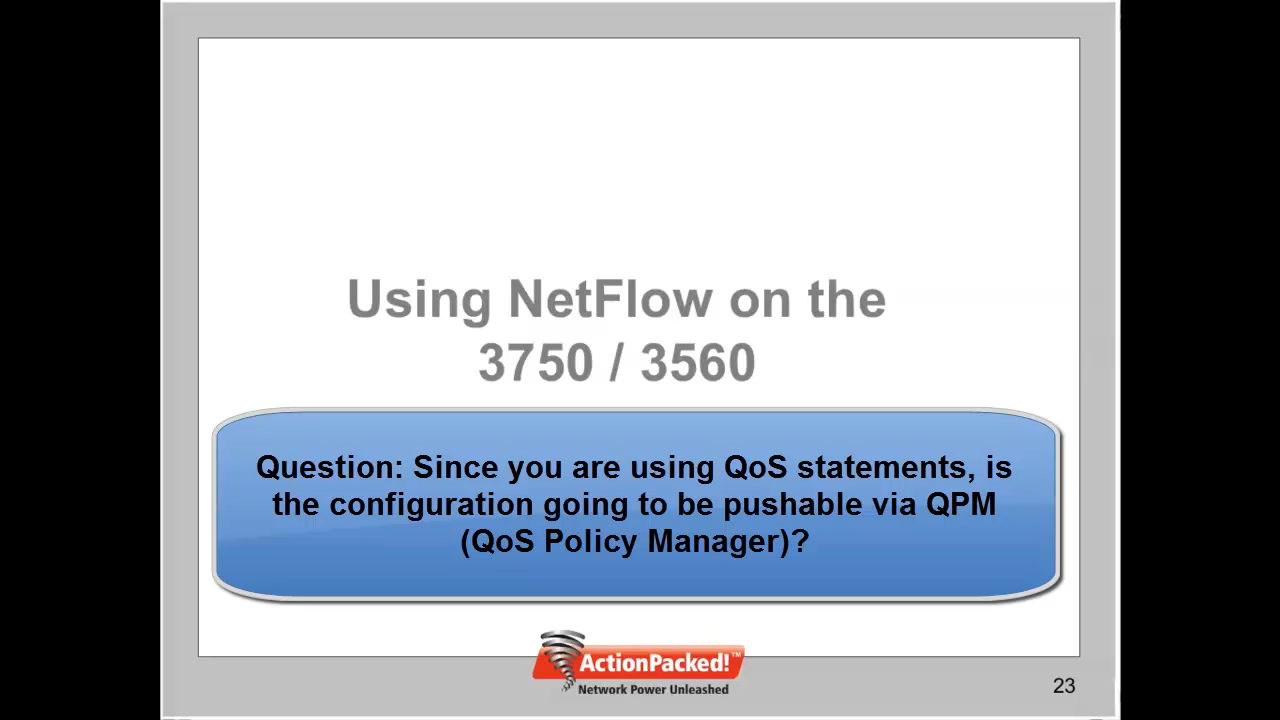 Using NetFlow on the
3750 / 3560
Question: Since you are using QoS statements, is
the configuration going to be pushable via QPM
(QoS Policy Manager)?
ActionPacked!™
Network Power Unleashed
23